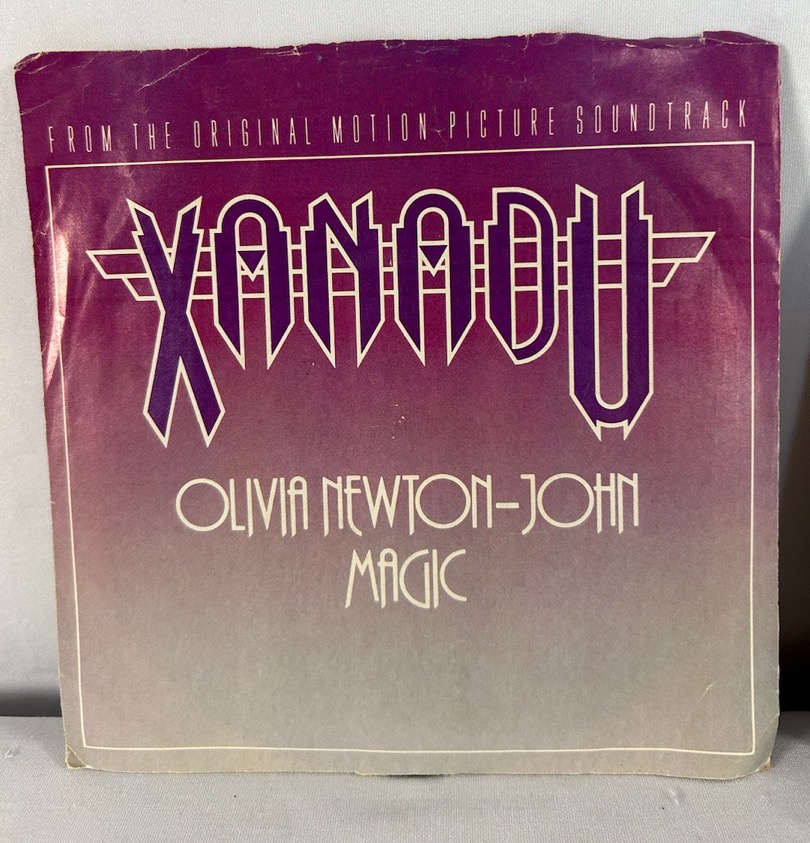 FROM THE ORIGINAL MOTION PICTURE SOUNDTRACK
XANADU
OLIVIA NEWTON-JOHN
MAGIC